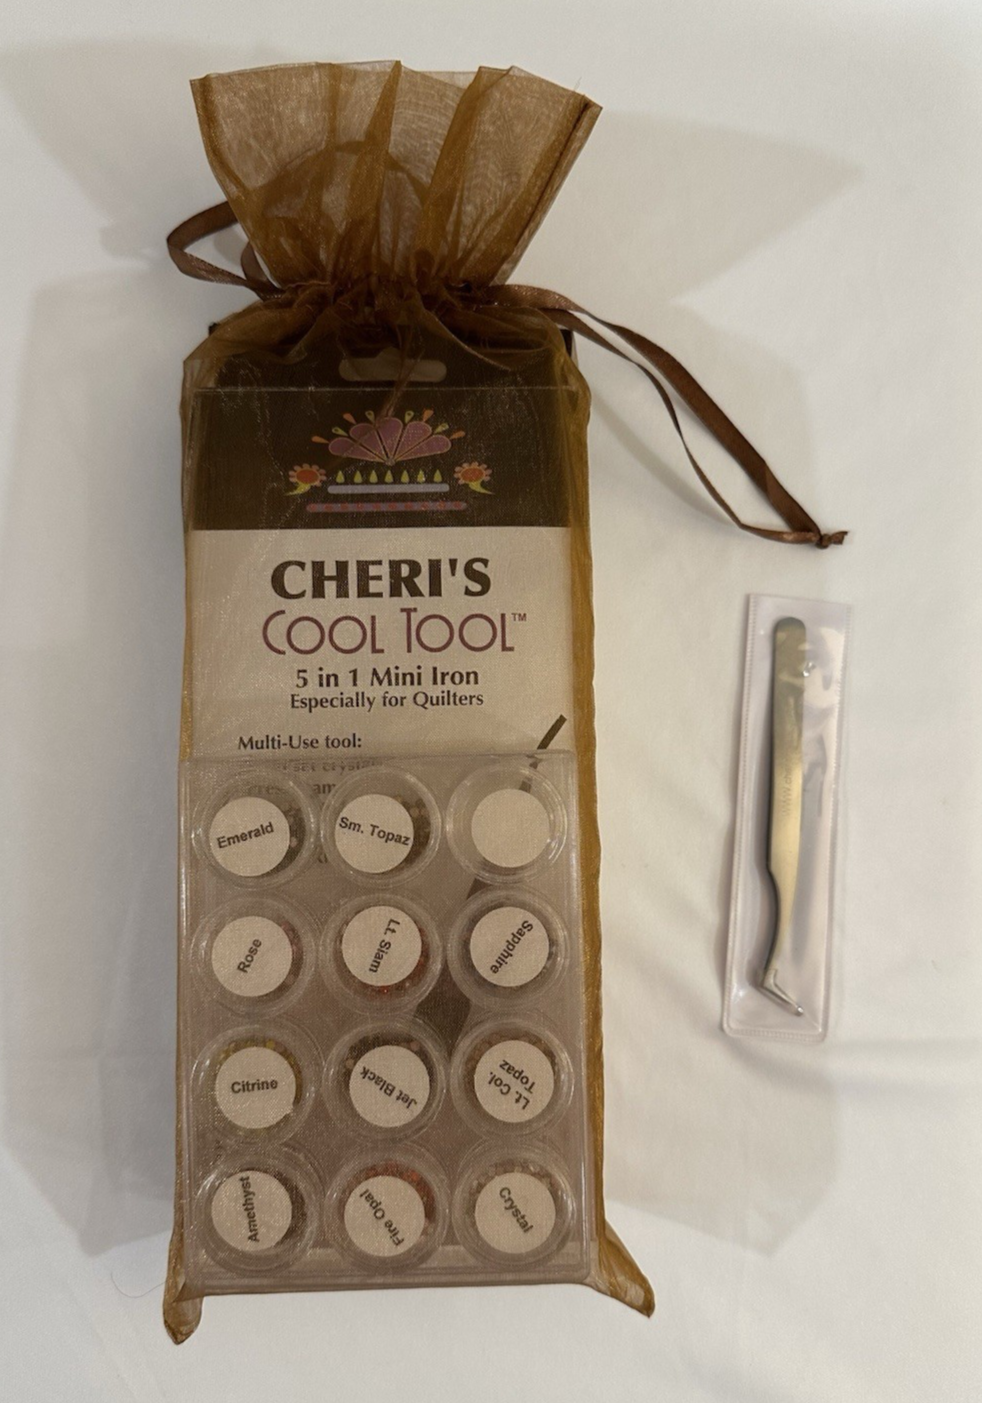 CHERI'S
COOL TOOL™
5 in 1 Mini Iron
Especially for Quilters
Multi-Use tool:
Emerald
Sm. Topaz
Rose
Lt. Siam
Sapphire
Citrine
Jet Black
Lt. Col.
Topaz
Amethyst
Fire Opal
Crystal